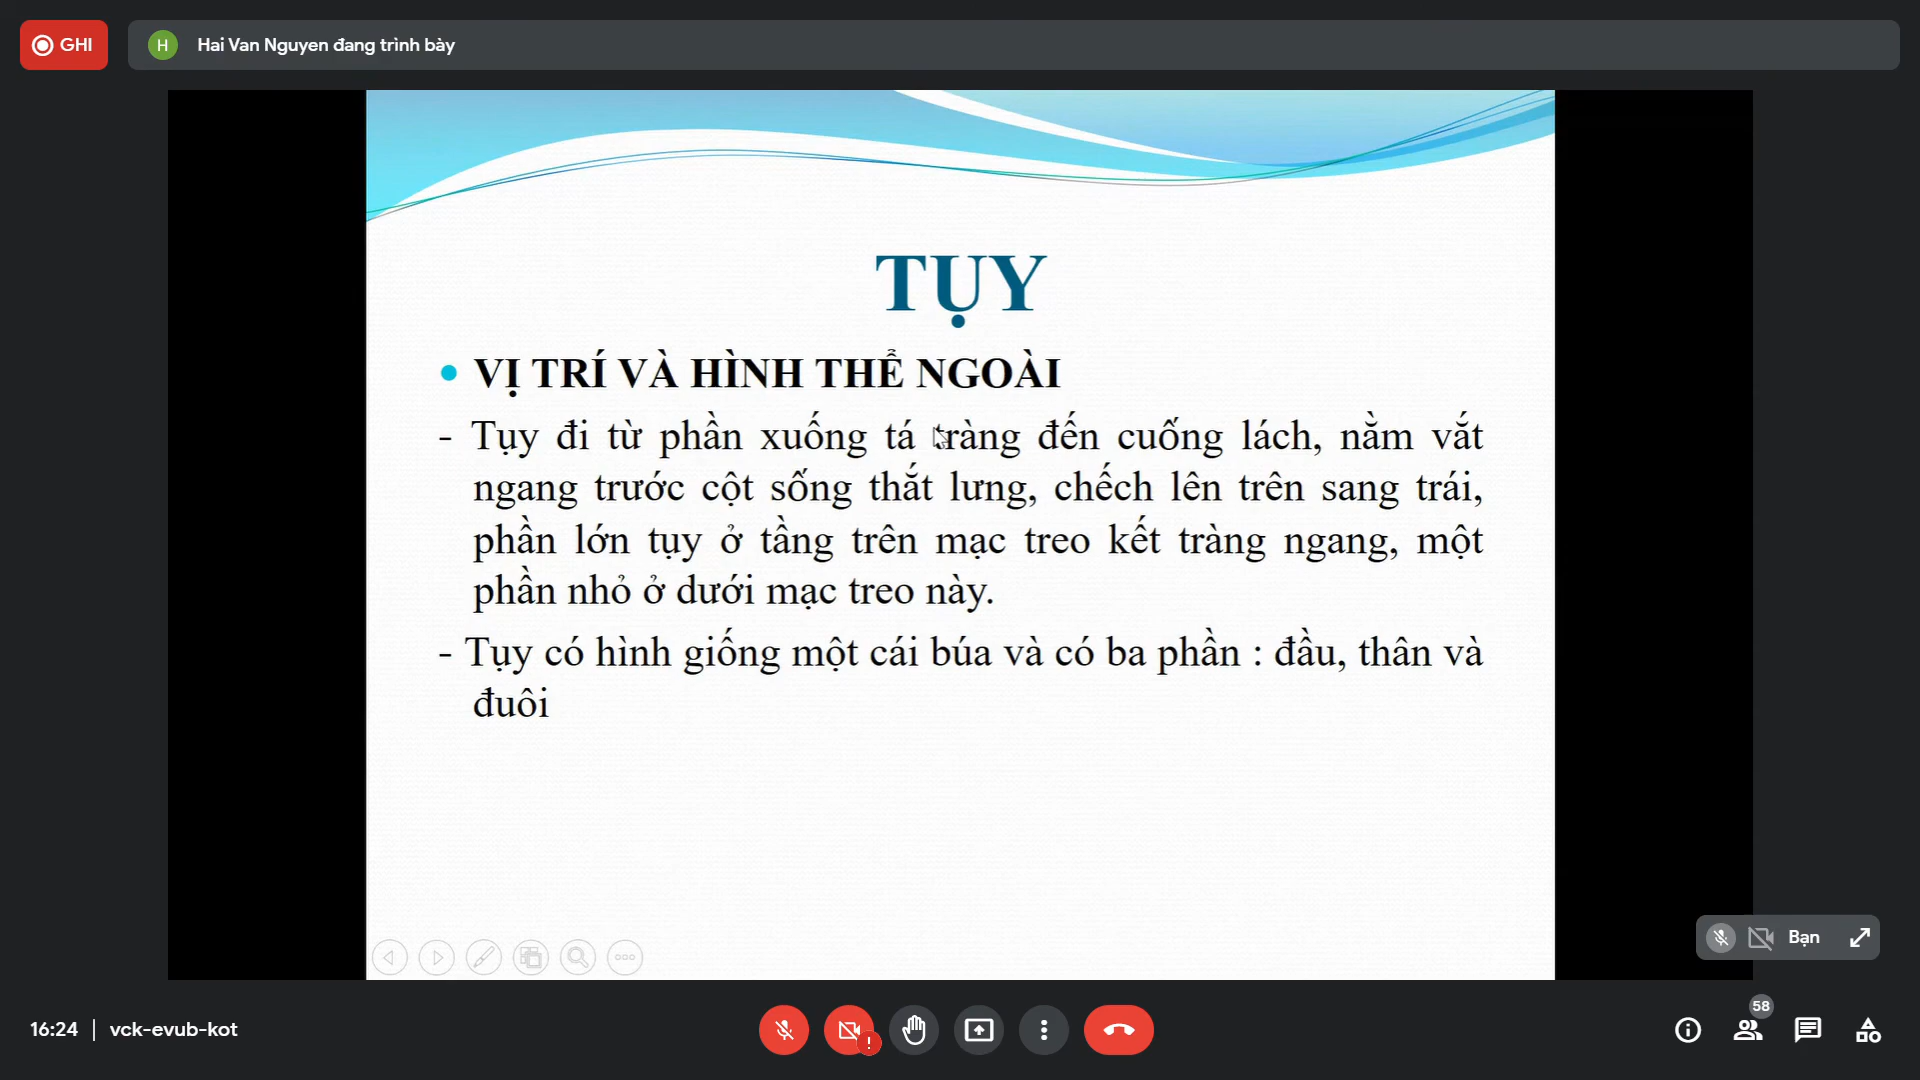 GHI
H
Hai Van Nguyen đang trình bày
TỤY
• VỊ TRÍ VÀ HÌNH THỂ NGOÀI
- Tụy đi từ phần xuống tá tràng đến cuống lách, nằm vắt
ngang trước cột sống thắt lưng, chếch lên trên sang trái,
phần lớn tụy ở tầng trên mạc treo kết tràng ngang, một
phần nhỏ ở dưới mạc treo này.
- Tụy có hình giống một cái búa và có ba phần : đầu, thân và
đuôi
Bạn
16:24 | vck-evub-kot
!
58